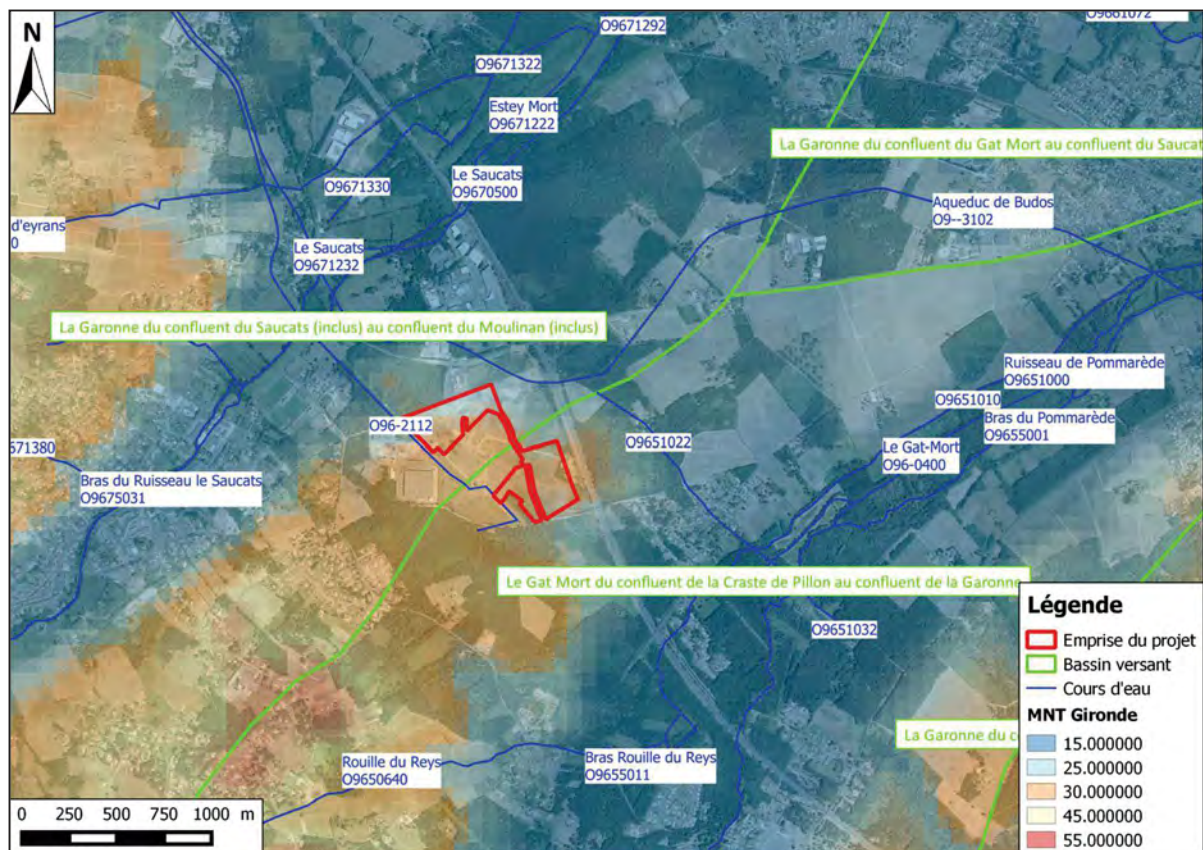 N
O9671292
O9661072
O9671322
Estey Mort
O9671222
La Garonne du confluent du Gat Mort au confluent du Saucat
Le Saucats
O9670500
O9671330
Aqueduc de Budos
O9--3102
d'eyrans
0
Le Saucats
O9671232
La Garonne du confluent du Saucats (inclus) au confluent du Moulinan (inclus)
Ruisseau de Pommarède
O9651000
O9651010
Bras du Pommarède
O9655001
O96-2112
O9651022
Le Gat-Mort
O96-0400
671380
Bras du Ruisseau le Saucats
O9675031
Le Gat Mort du confluent de la Craste de Pillon au confluent de la Garonne
O9651032
La Garonne du c
Rouille du Reys
O9650640
Bras Rouille du Reys
O9655011
Légende
Emprise du projet
Bassin versant
Cours d'eau
MNT Gironde
15.000000
25.000000
30.000000
45.000000
55.000000
0 250 500 750 1000 m